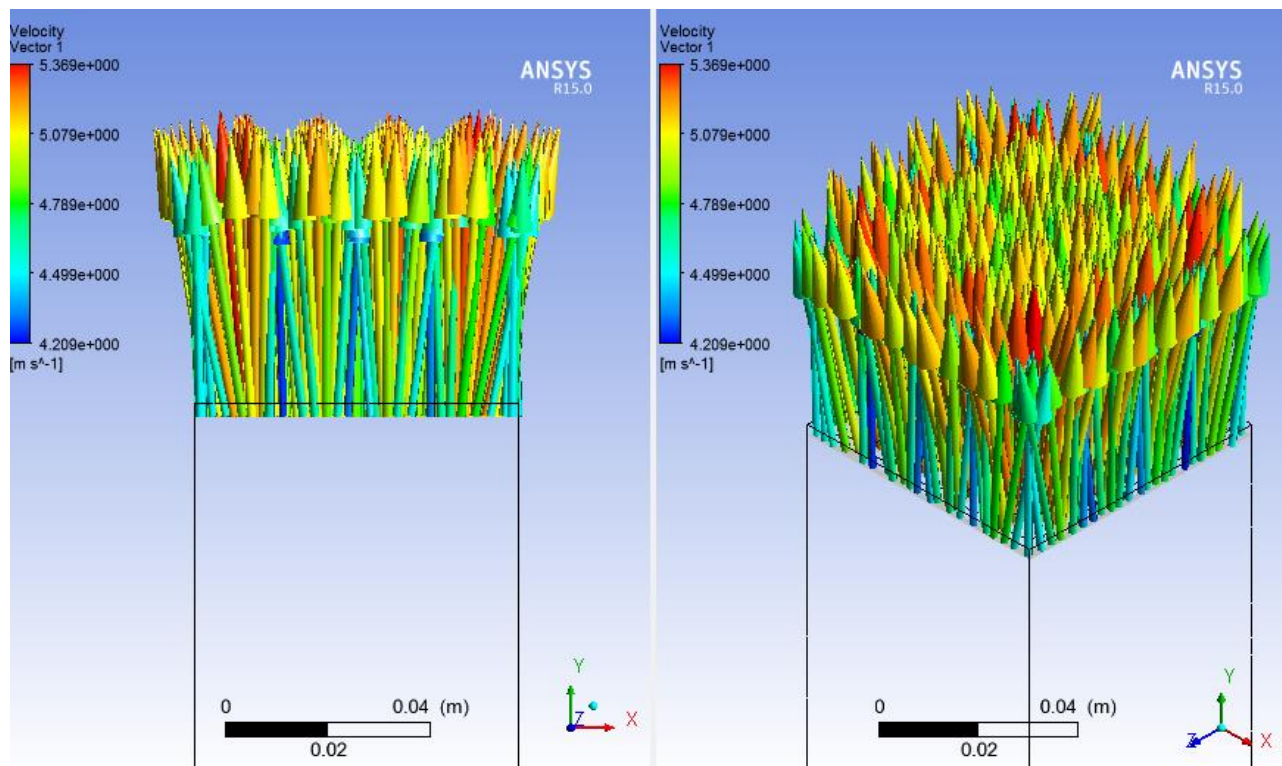 Velocity
Vector 1
5.369e+000
5.079e+000
4.789e+000
4.499e+000
4.209e+000
[m s^-1]
ANSYS
R15.0
0
0.04 (m)
0.02
Y
Z
X
Velocity
Vector 1
5.369e+000
5.079e+000
4.789e+000
4.499e+000
4.209e+000
[m s^-1]
ANSYS
R15.0
0
0.04 (m)
0.02
Y
Z
X